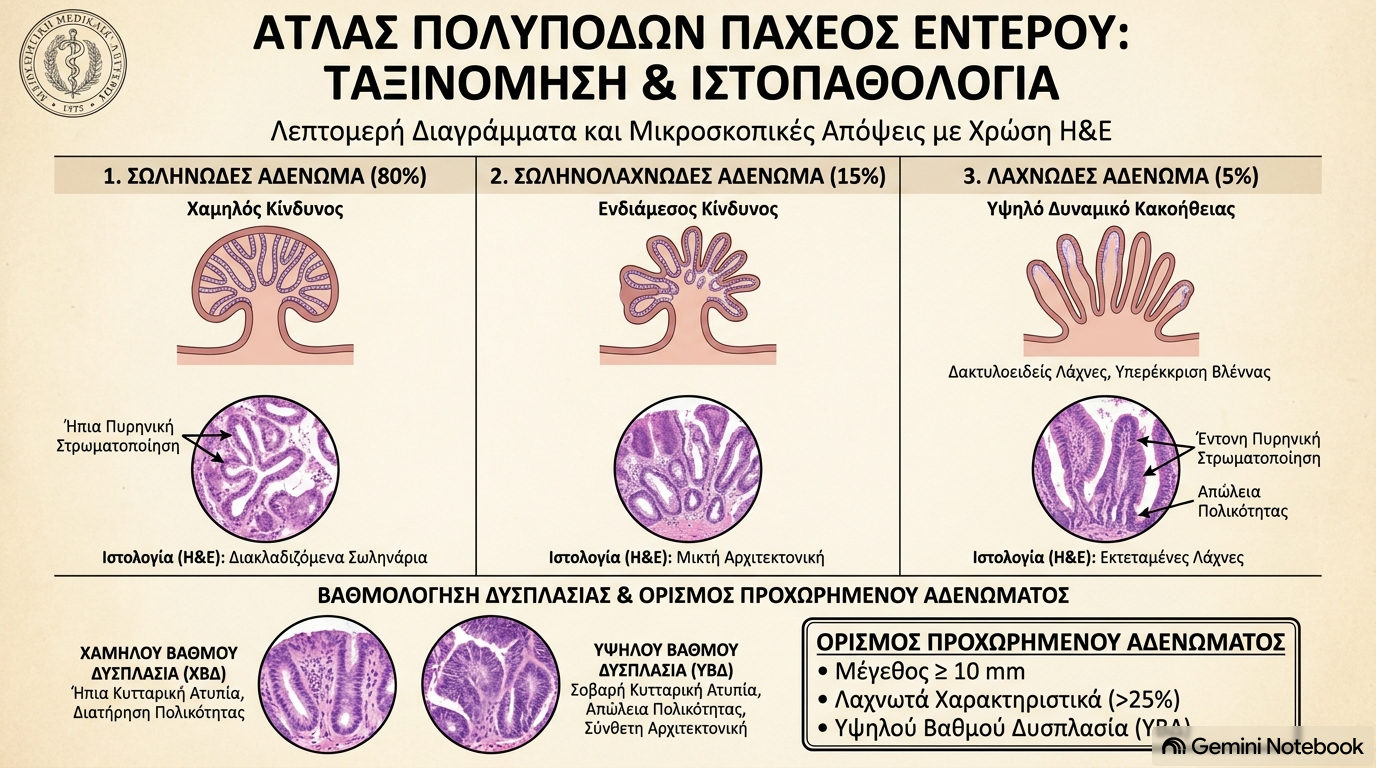 ΑΤΛΑΣ ΠΟΛΥΠΟΔΩΝ ΠΑΧΕΟΣ ΕΝΤΕΡΟΥ:
ΤΑΞΙΝΟΜΗΣΗ & ΙΣΤΟΠΑΘΟΛΟΓΙΑ
Λεπτομερή Διαγράμματα και Μικροσκοπικές Απόψεις με Χρώση H&E
1. ΣΩΛΗΝΩΔΕΣ ΑΔΕΝΩΜΑ (80%)
Χαμηλός Κίνδυνος
Ήπια Πυρηνική
Στρωματοποίηση
Ιστολογία (H&E): Διακλαδιζόμενα Σωληνάρια
2. ΣΩΛΗΝΟΛΑΧΝΩΔΕΣ ΑΔΕΝΩΜΑ (15%)
Ενδιάμεσος Κίνδυνος
Ιστολογία (H&E): Μικτή Αρχιτεκτονική
3. ΛΑΧΝΩΔΕΣ ΑΔΕΝΩΜΑ (5%)
Υψηλό Δυναμικό Κακοήθειας
Δακτυλοειδείς Λάχνες, Υπερέκκριση Βλέννας
Έντονη Πυρηνική
Στρωματοποίηση
Απώλεια
Πολικότητας
Ιστολογία (H&E): Εκτεταμένες Λάχνες
ΒΑΘΜΟΛΟΓΗΣΗ ΔΥΣΠΛΑΣΙΑΣ & ΟΡΙΣΜΟΣ ΠΡΟΧΩΡΗΜΕΝΟΥ ΑΔΕΝΩΜΑΤΟΣ
ΧΑΜΗΛΟΥ ΒΑΘΜΟΥ
ΔΥΣΠΛΑΣΙΑ (ΧΒΔ)
Ήπια Κυτταρική Ατυπία,
Διατήρηση Πολικότητας
ΥΨΗΛΟΥ ΒΑΘΜΟΥ
ΔΥΣΠΛΑΣΙΑ (ΥΒΔ)
Σοβαρή Κυτταρική Ατυπία,
Απώλεια Πολικότητας,
Σύνθετη Αρχιτεκτονική
ΟΡΙΣΜΟΣ ΠΡΟΧΩΡΗΜΕΝΟΥ ΑΔΕΝΩΜΑΤΟΣ
• Μέγεθος ≥ 10 mm
• Λαχνωτά Χαρακτηριστικά (>25%)
• Υψηλού Βαθμού Δυσπλασία
Gemini Notebook
1975